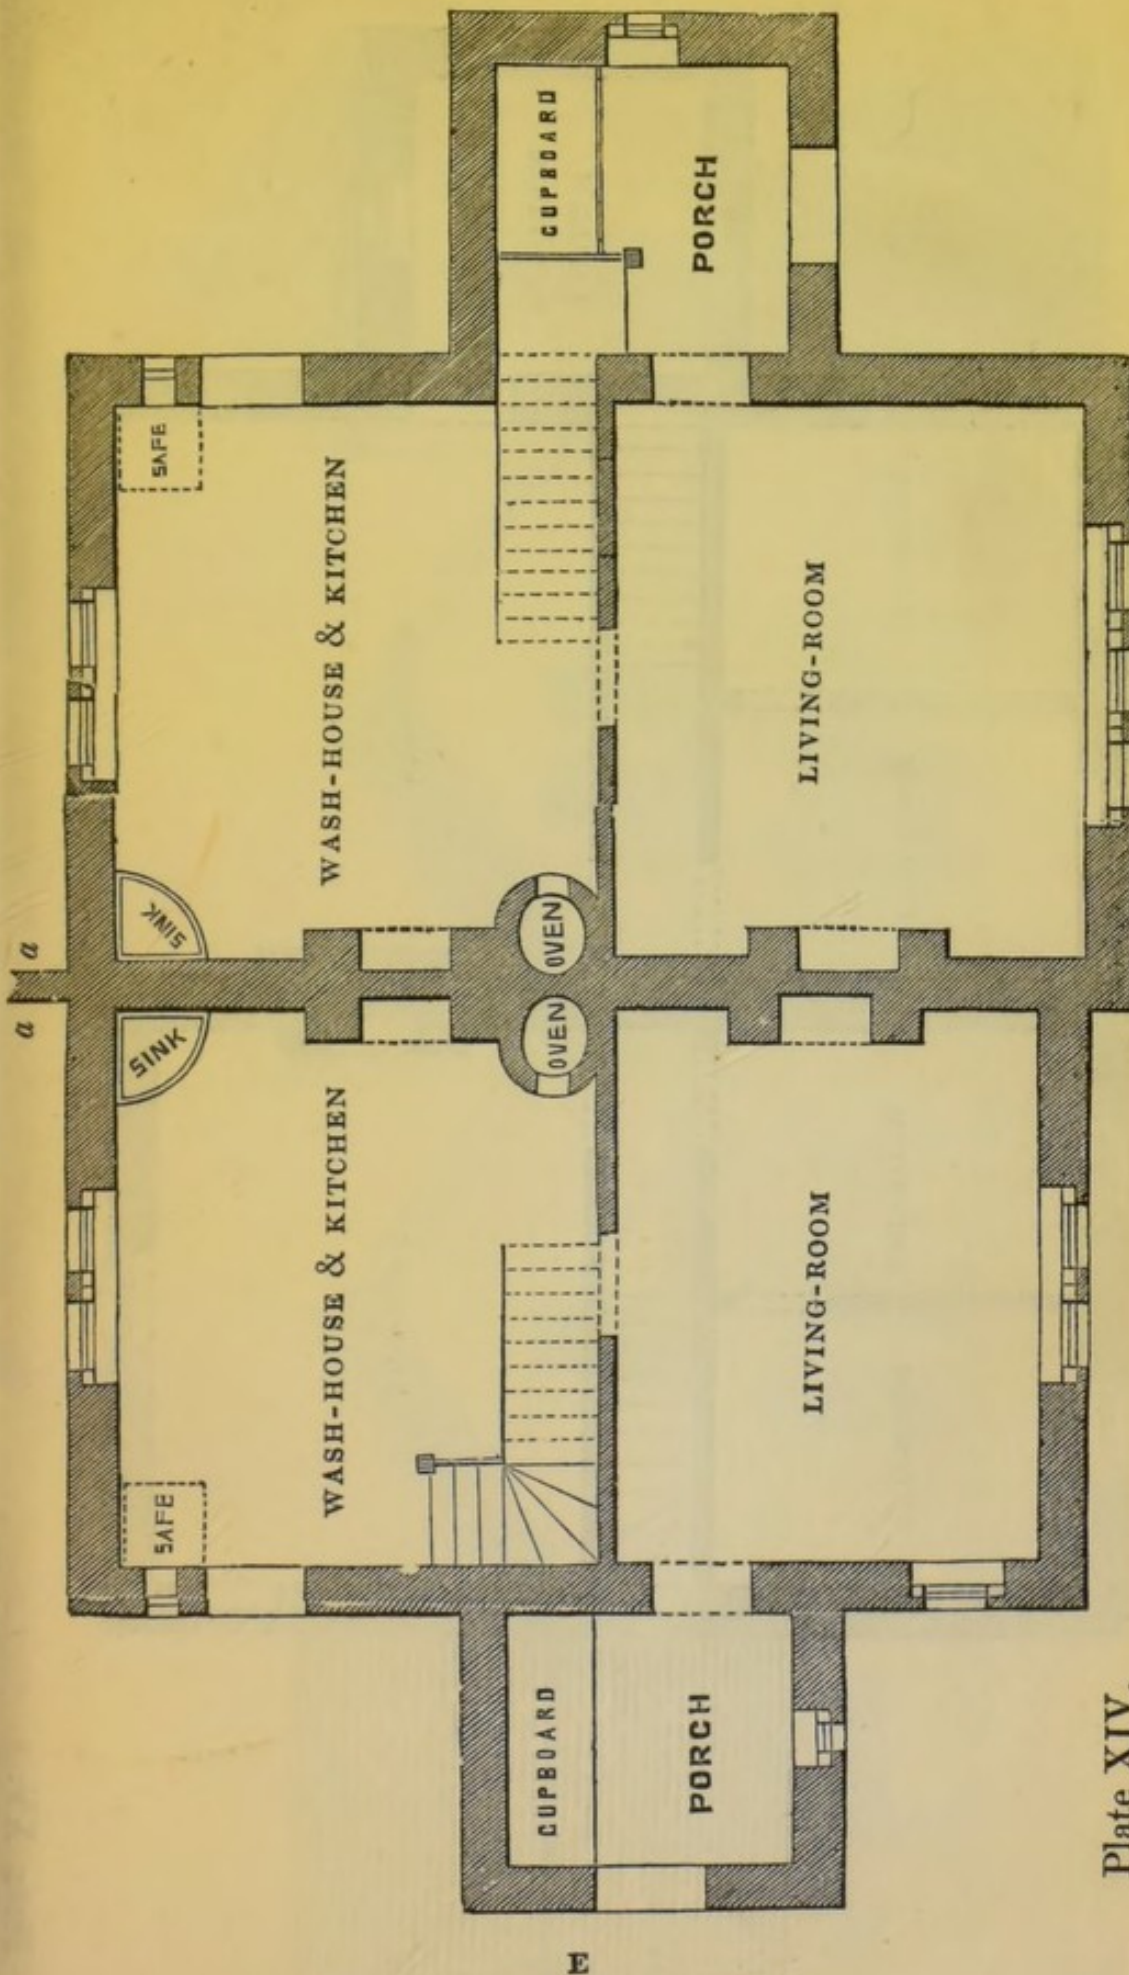 CUPBOARD
PORCH
SAFE
WASH-HOUSE & KITCHEN
LIVING-ROOM
SINK
OVEN
a
a
SINK
OVEN
WASH-HOUSE & KITCHEN
LIVING-ROOM
SAFE
CUPBOARD
PORCH
E
Plate XIV.